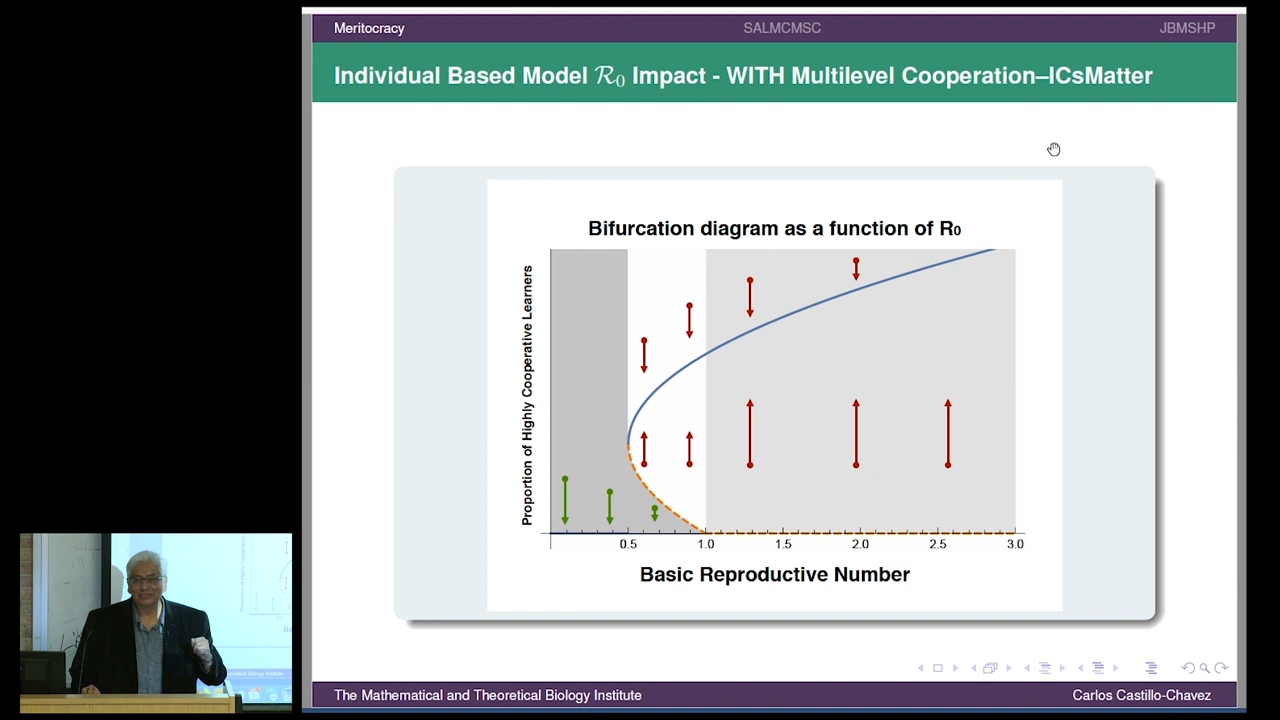 Meritocracy SALMCMSC JBMSHP
Individual Based Model R0 Impact - WITH Multilevel Cooperation–ICsMatter
Bifurcation diagram as a function of R0
Proportion of Highly Cooperative Learners
0.5 1.0 1.5 2.0 2.5 3.0
Basic Reproductive Number
The Mathematical and Theoretical Biology Institute Carlos Castillo-Chavez